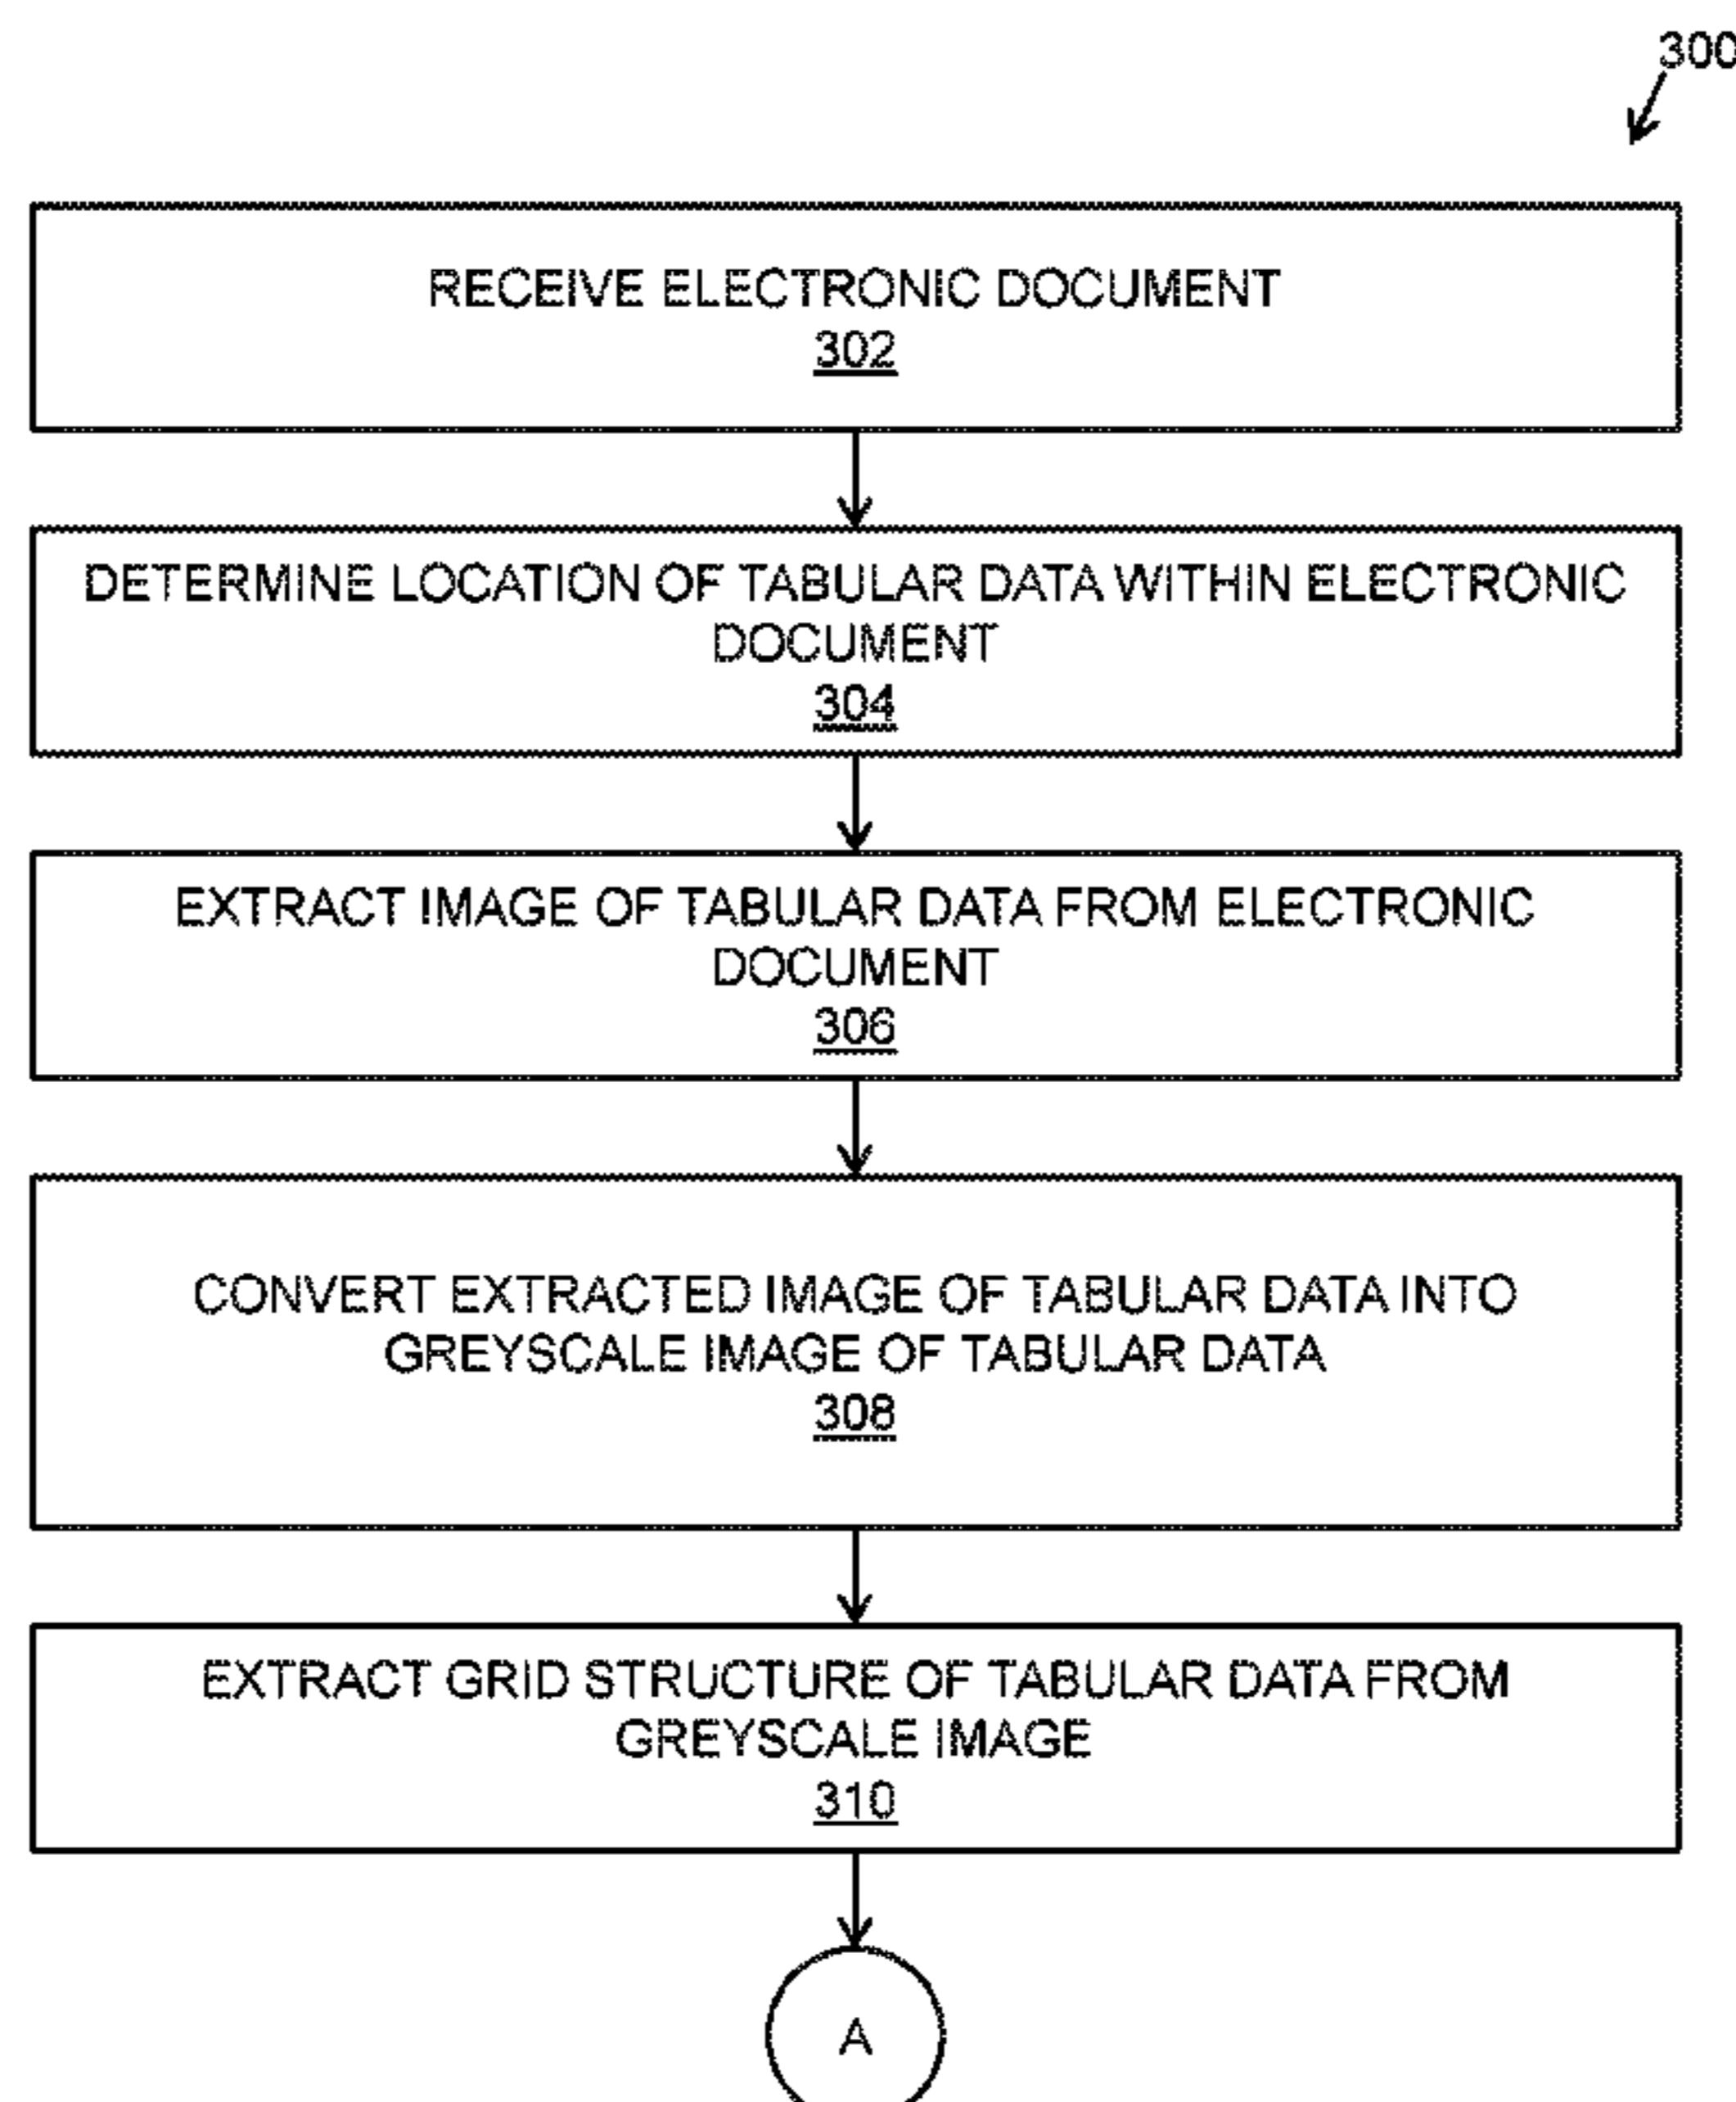 300
RECEIVE ELECTRONIC DOCUMENT
302
DETERMINE LOCATION OF TABULAR DATA WITHIN ELECTRONIC
DOCUMENT
304
EXTRACT IMAGE OF TABULAR DATA FROM ELECTRONIC
DOCUMENT
306
CONVERT EXTRACTED IMAGE OF TABULAR DATA INTO
GREYSCALE IMAGE OF TABULAR DATA
308
EXTRACT GRID STRUCTURE OF TABULAR DATA FROM
GREYSCALE IMAGE
310
A